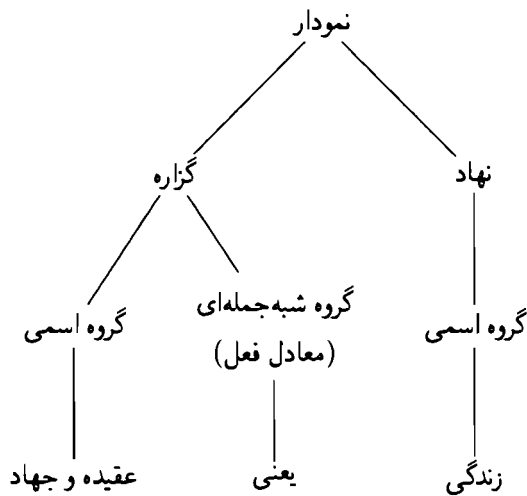 نمودار
نهاد
گزاره
گروه اسمی
گروه شبه‌جمله‌ای
(معادل فعل)
گروه اسمی
زندگی
یعنی
عقیده و جهاد